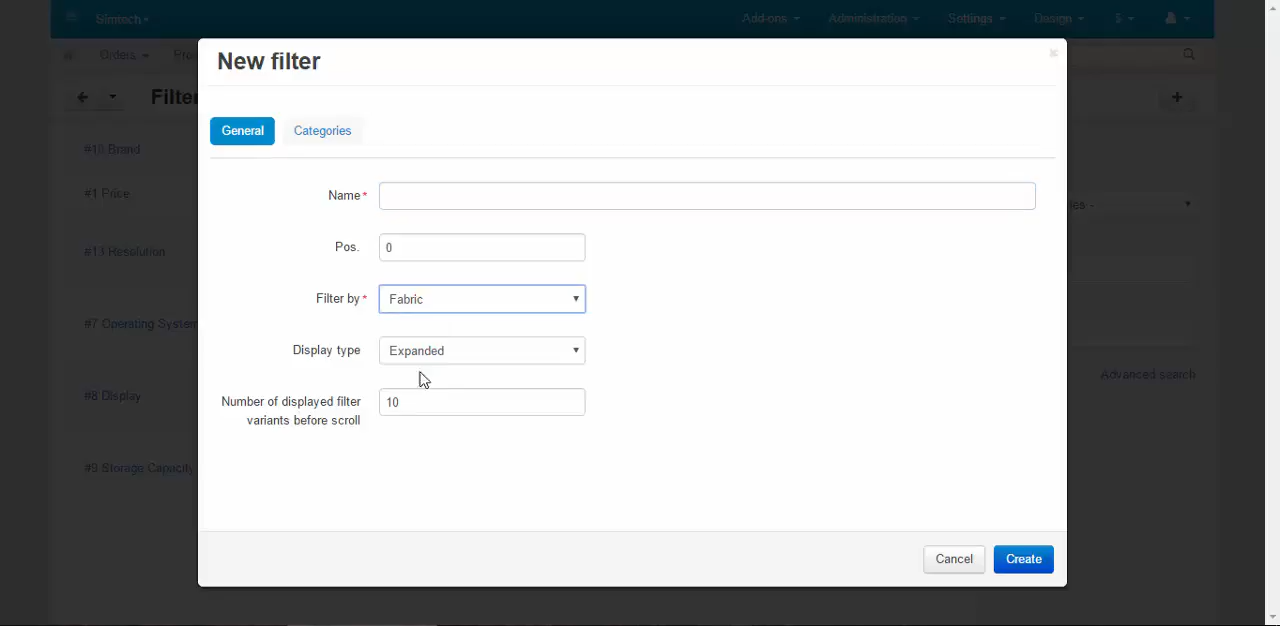 Simtech
Add-ons
Administration
Settings
Design
$
Orders
New filter
Filter
General
Categories
#10 Brand
#1 Price
Name*
#13 Resolution
Pos.
0
Filter by*
Fabric
#7 Operating System
Display type
Expanded
Advanced search
#8 Display
Number of displayed filter
variants before scroll
10
#9 Storage Capacity
Cancel
Create